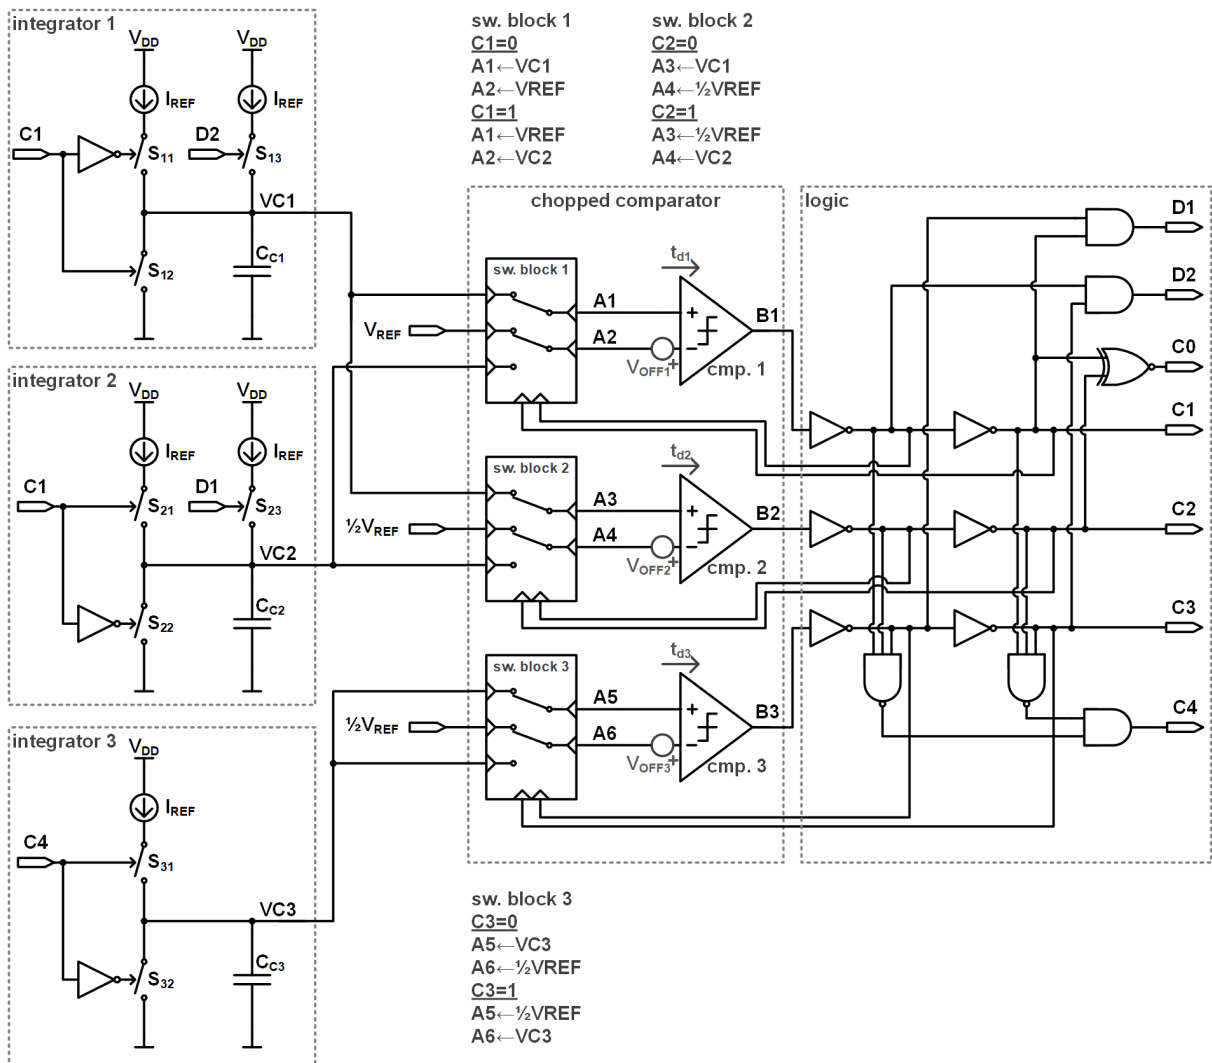 integrator 1
VDD
VDD
IREF
IREF
C1
D2
S11
S13
VC1
S12
CC1
integrator 2
VDD
VDD
IREF
IREF
C1
D1
S21
S23
VC2
S22
CC2
integrator 3
VDD
IREF
C4
S31
VC3
S32
CC3
sw. block 1
C1=0
A1←VC1
A2←VREF
C1=1
A1←VREF
A2←VC2
sw. block 2
C2=0
A3←VC1
A4←½VREF
C2=1
A3←½VREF
A4←VC2
chopped comparator
sw. block 1
td1
A1
VREF
A2
+
−
B1
VOFF1
+
cmp. 1
sw. block 2
td2
A3
½VREF
A4
+
−
B2
VOFF2
+
cmp. 2
sw. block 3
td3
A5
½VREF
A6
+
−
B3
VOFF3
+
cmp. 3
logic
D1
D2
C0
C1
C2
C3
C4
sw. block 3
C3=0
A5←VC3
A6←½VREF
C3=1
A5←½VREF
A6←VC3